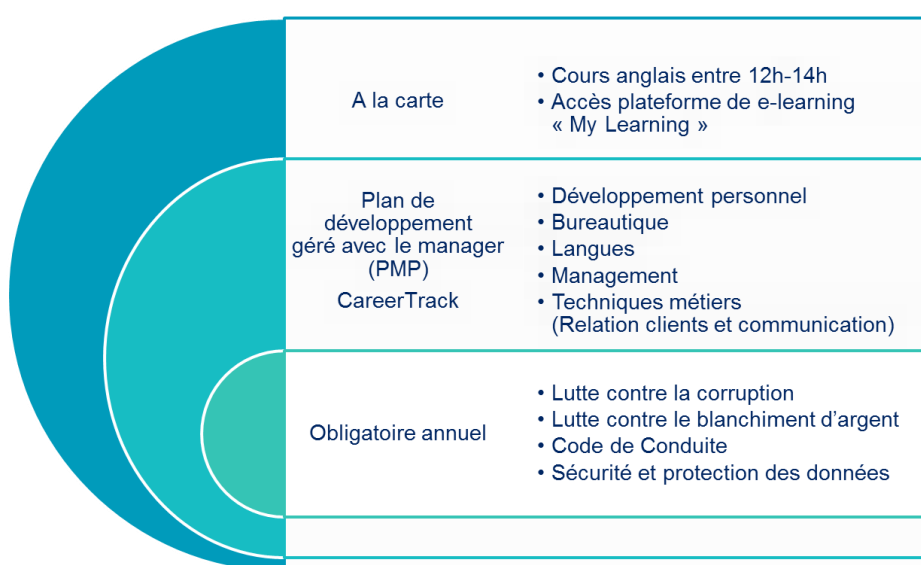 A la carte
• Cours anglais entre 12h-14h
• Accès plateforme de e-learning
« My Learning »
Plan de
développement
géré avec le manager
(PMP)
CareerTrack
• Développement personnel
• Bureautique
• Langues
• Management
• Techniques métiers
(Relation clients et communication)
Obligatoire annuel
• Lutte contre la corruption
• Lutte contre le blanchiment d’argent
• Code de Conduite
• Sécurité et protection des données